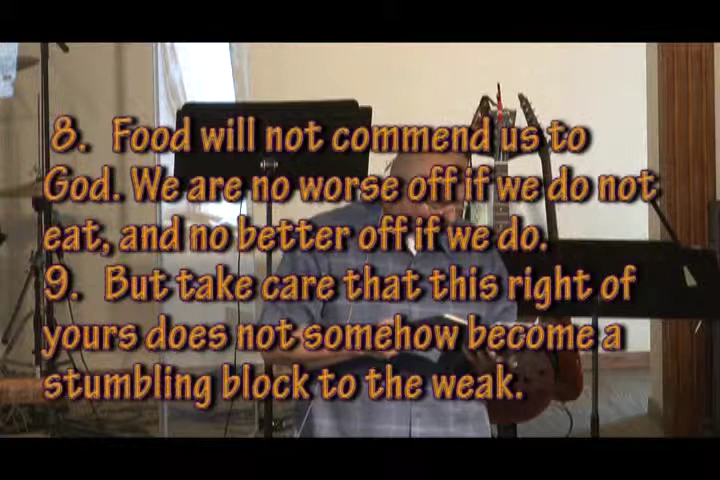 8. Food will not commend us to
God. We are no worse off if we do not
eat, and no better off if we do.
9. But take care that this right of
yours does not somehow become a
stumbling block to the weak.